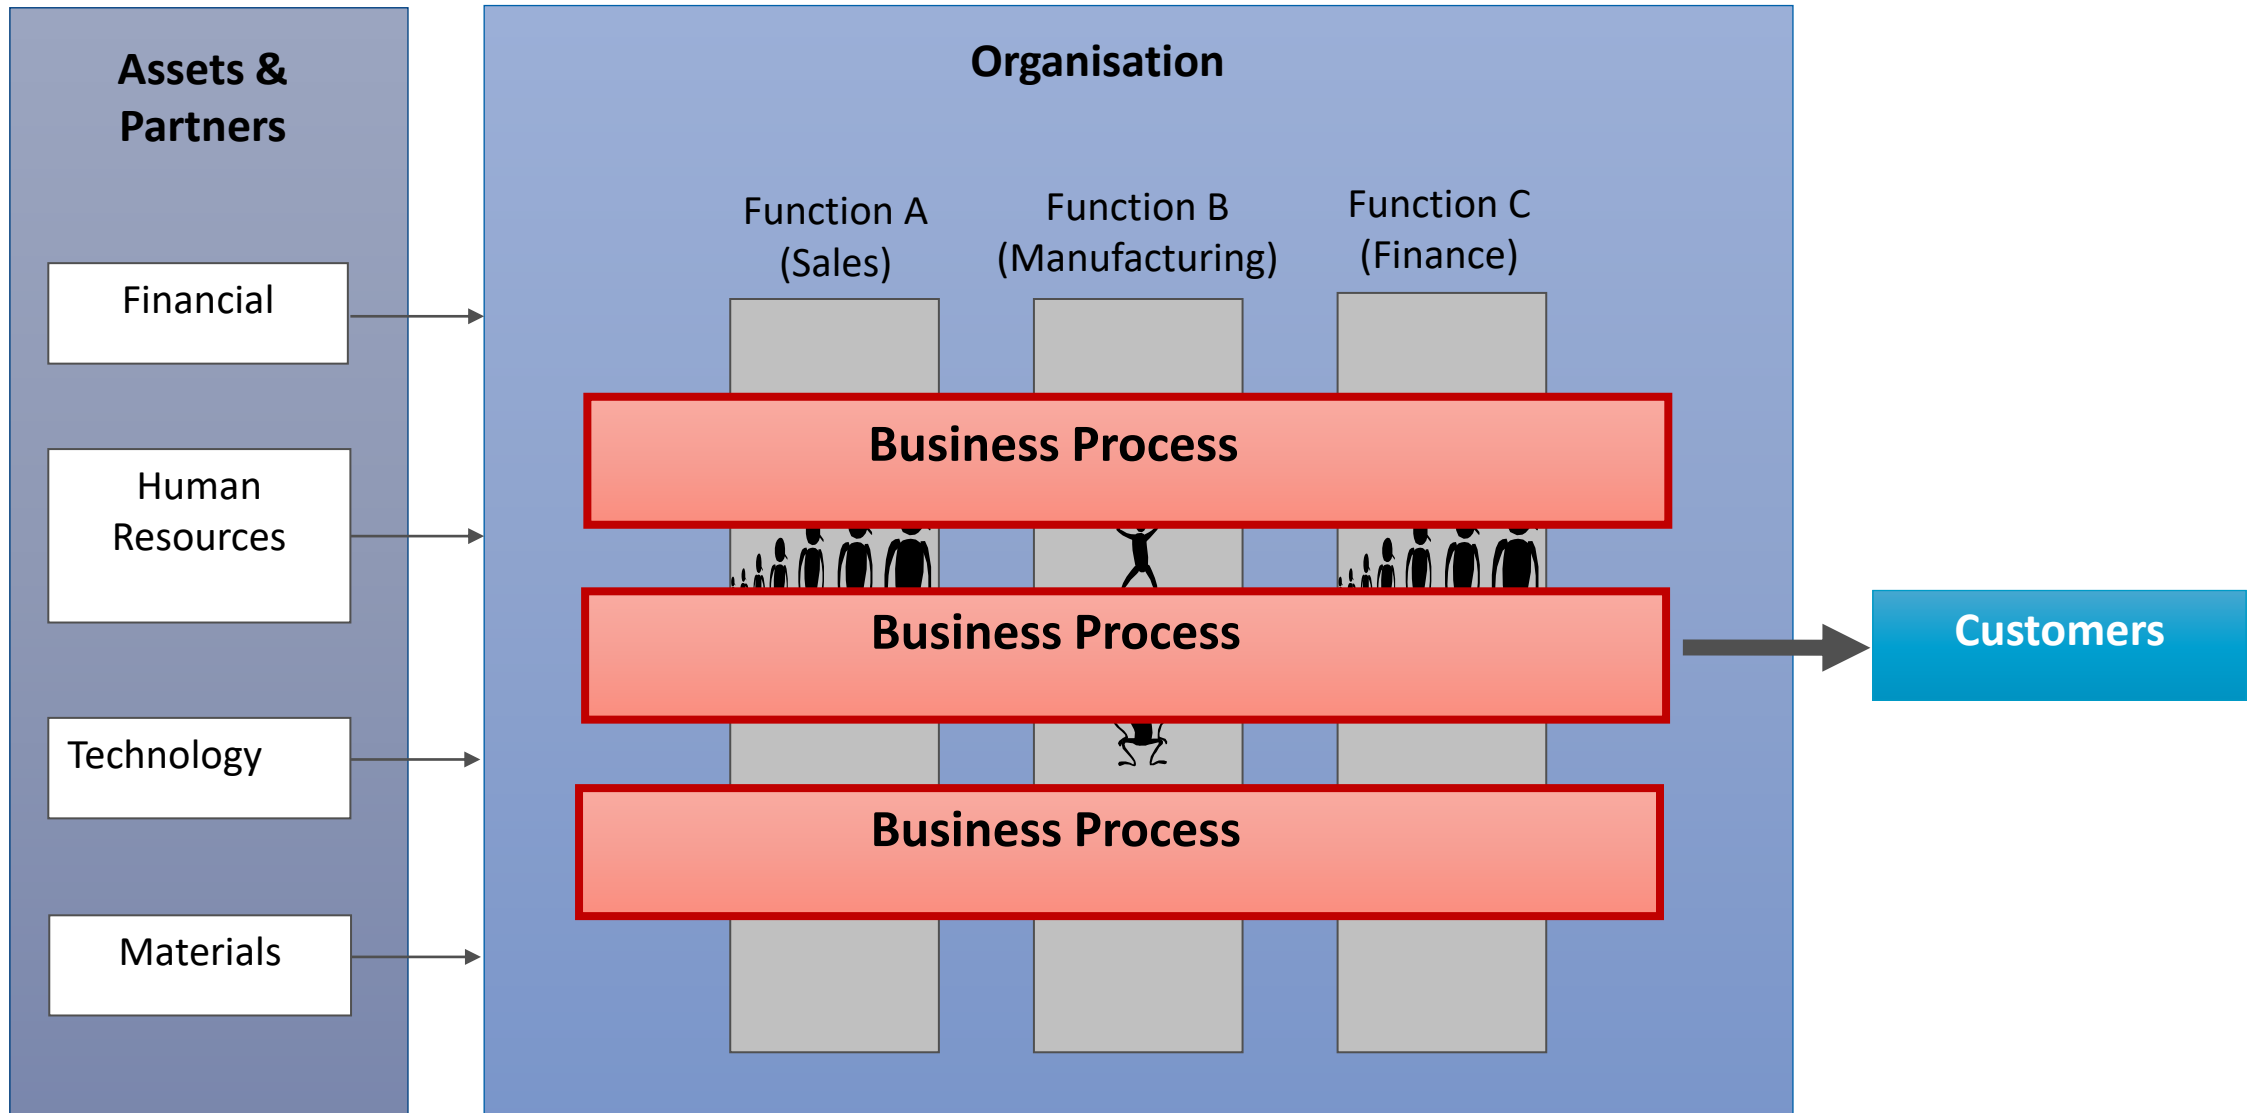 Assets &
Partners
Financial
Human
Resources
Technology
Materials
Organisation
Function A
(Sales)
Function B
(Manufacturing)
Function C
(Finance)
Business Process
Business Process
Business Process
Customers